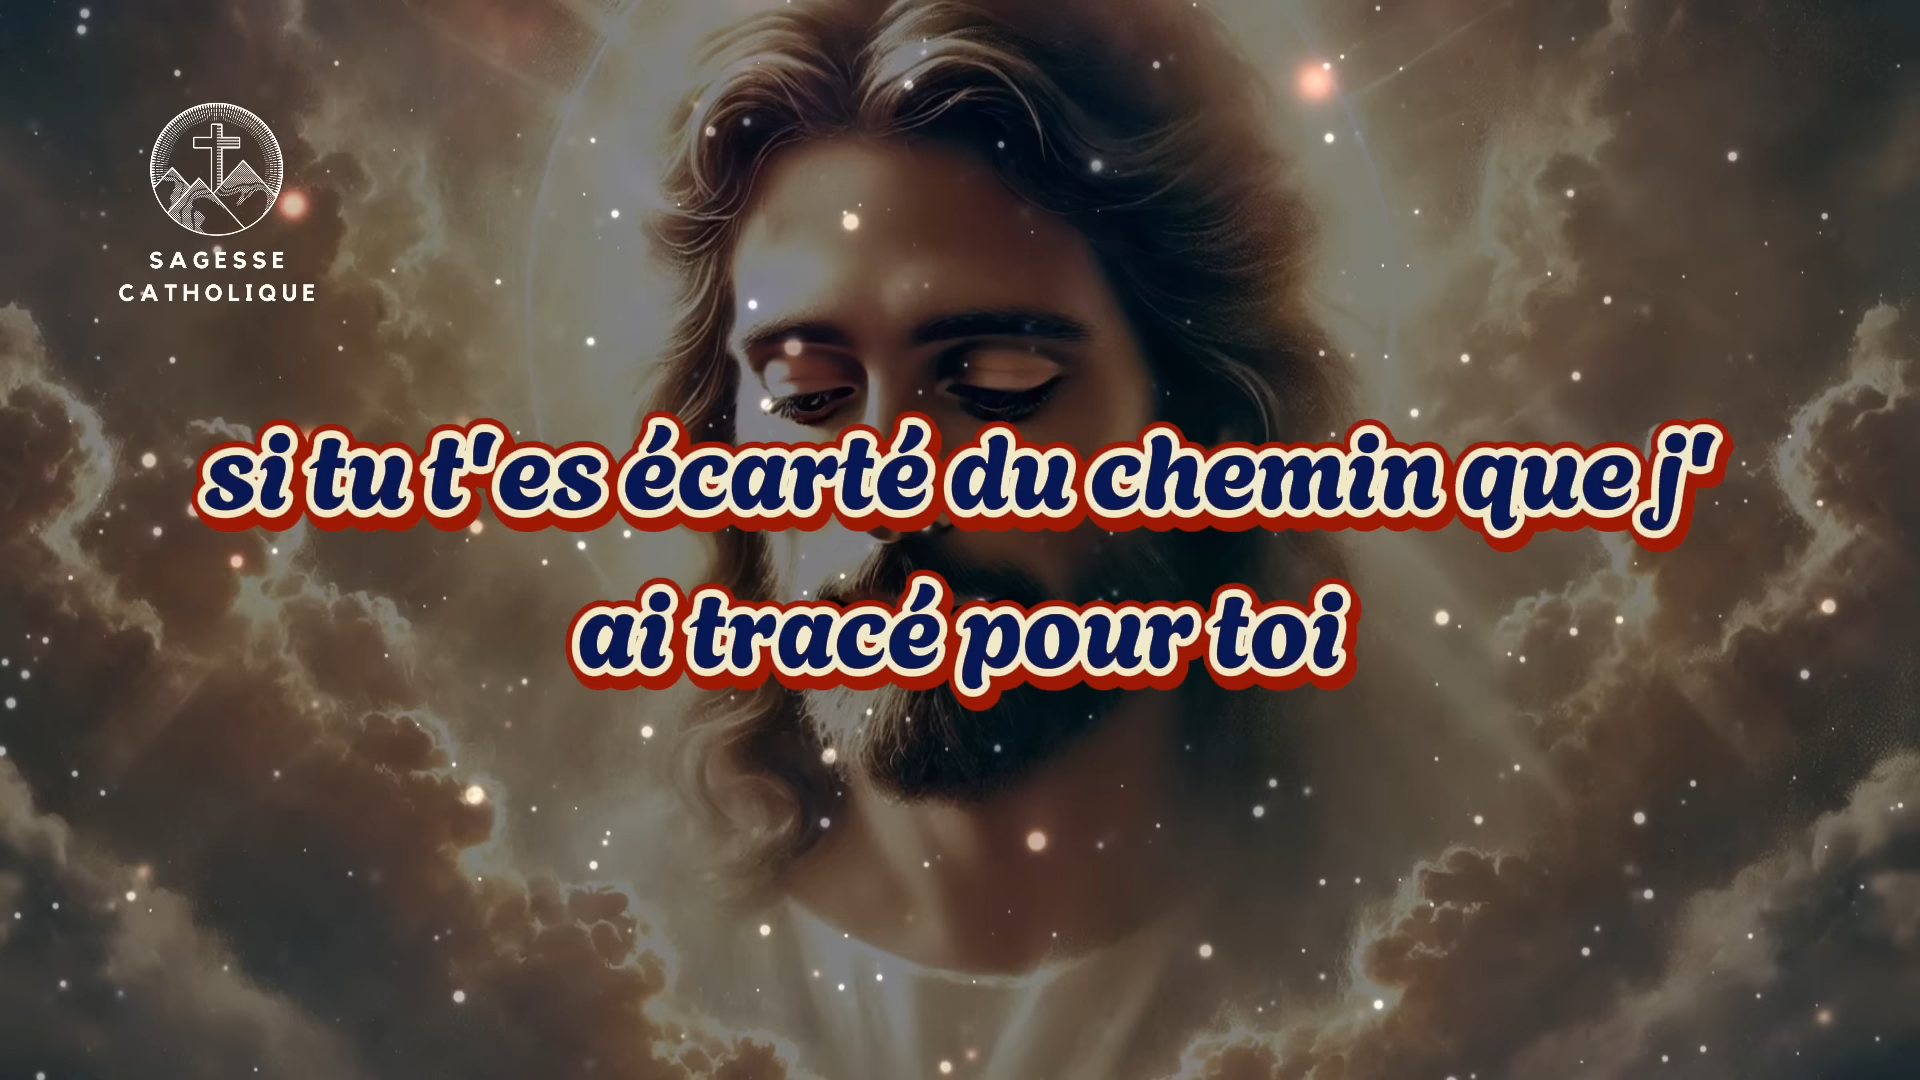 SAGESSE
CATHOLIQUE
si tu t'es écarté du chemin que j'
ai tracé pour toi